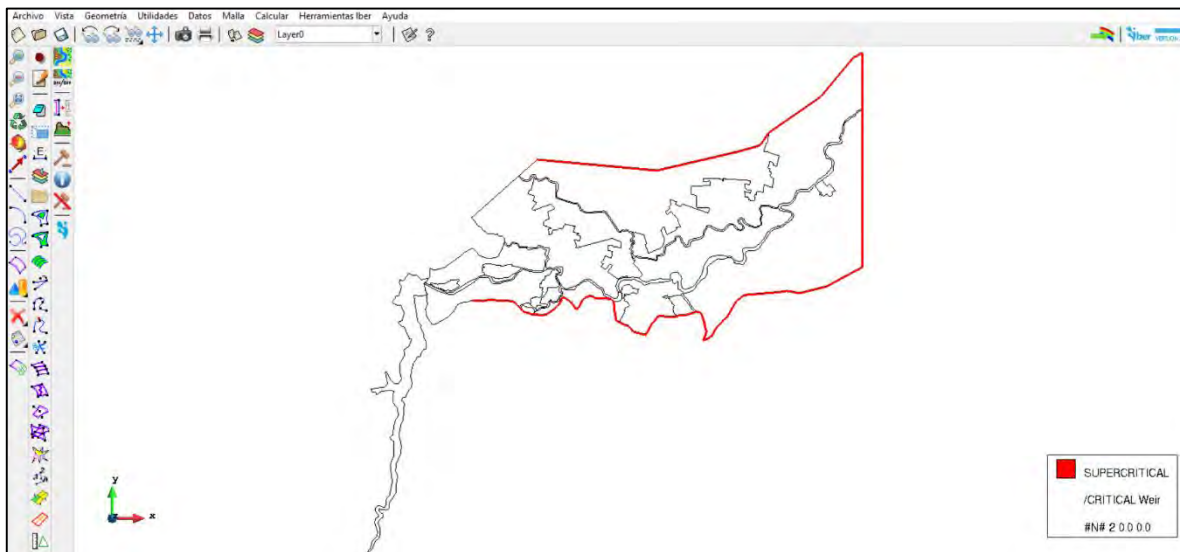 Archivo Vista Geometría Utilidades Datos Malla Calcular Herramientas Iber Ayuda
Layer0
?
Iber
E
y
x
SUPERCRITICAL
/CRITICAL Weir
#N# 2 0.0 0.0